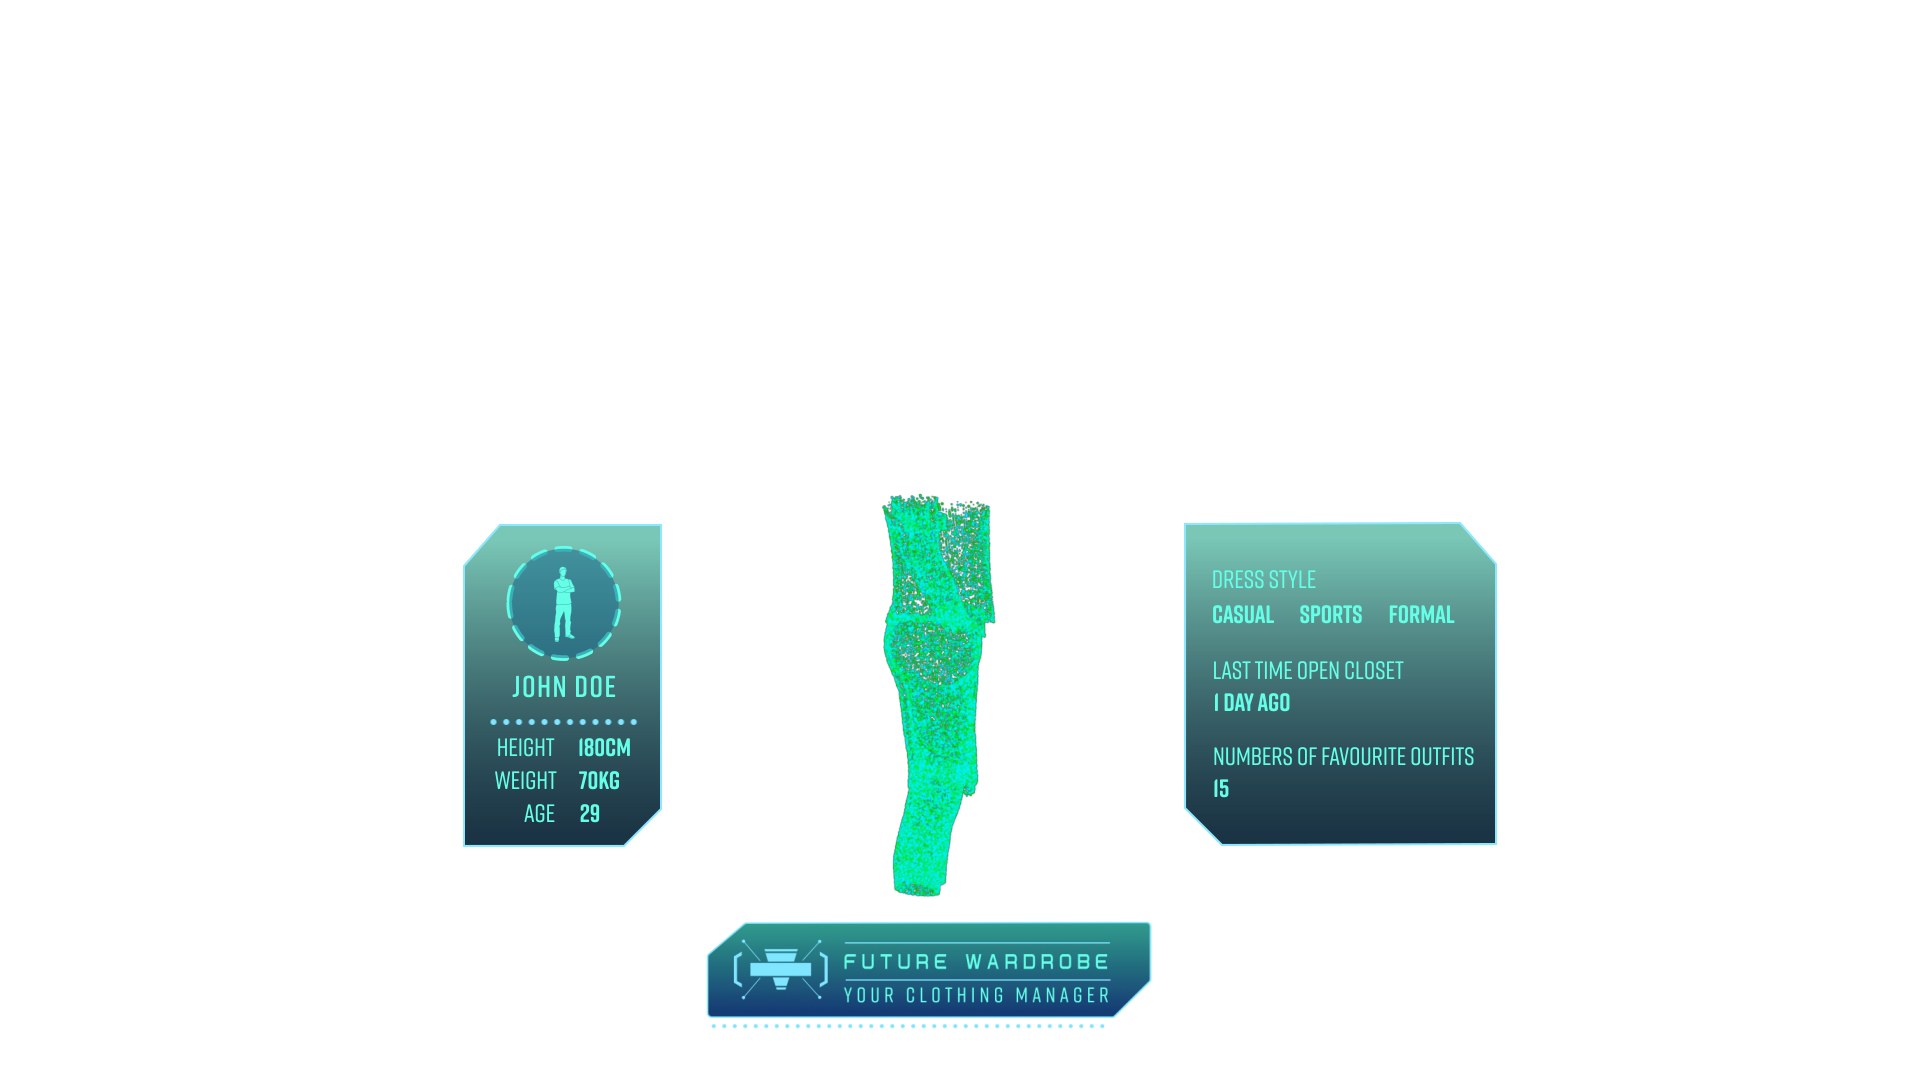 JOHN DOE
HEIGHT 180CM
WEIGHT 70KG
AGE 29
DRESS STYLE
CASUAL SPORTS FORMAL
LAST TIME OPEN CLOSET
1 DAY AGO
NUMBERS OF FAVOURITE OUTFITS
15
FUTURE WARDROBE
YOUR CLOTHING MANAGER